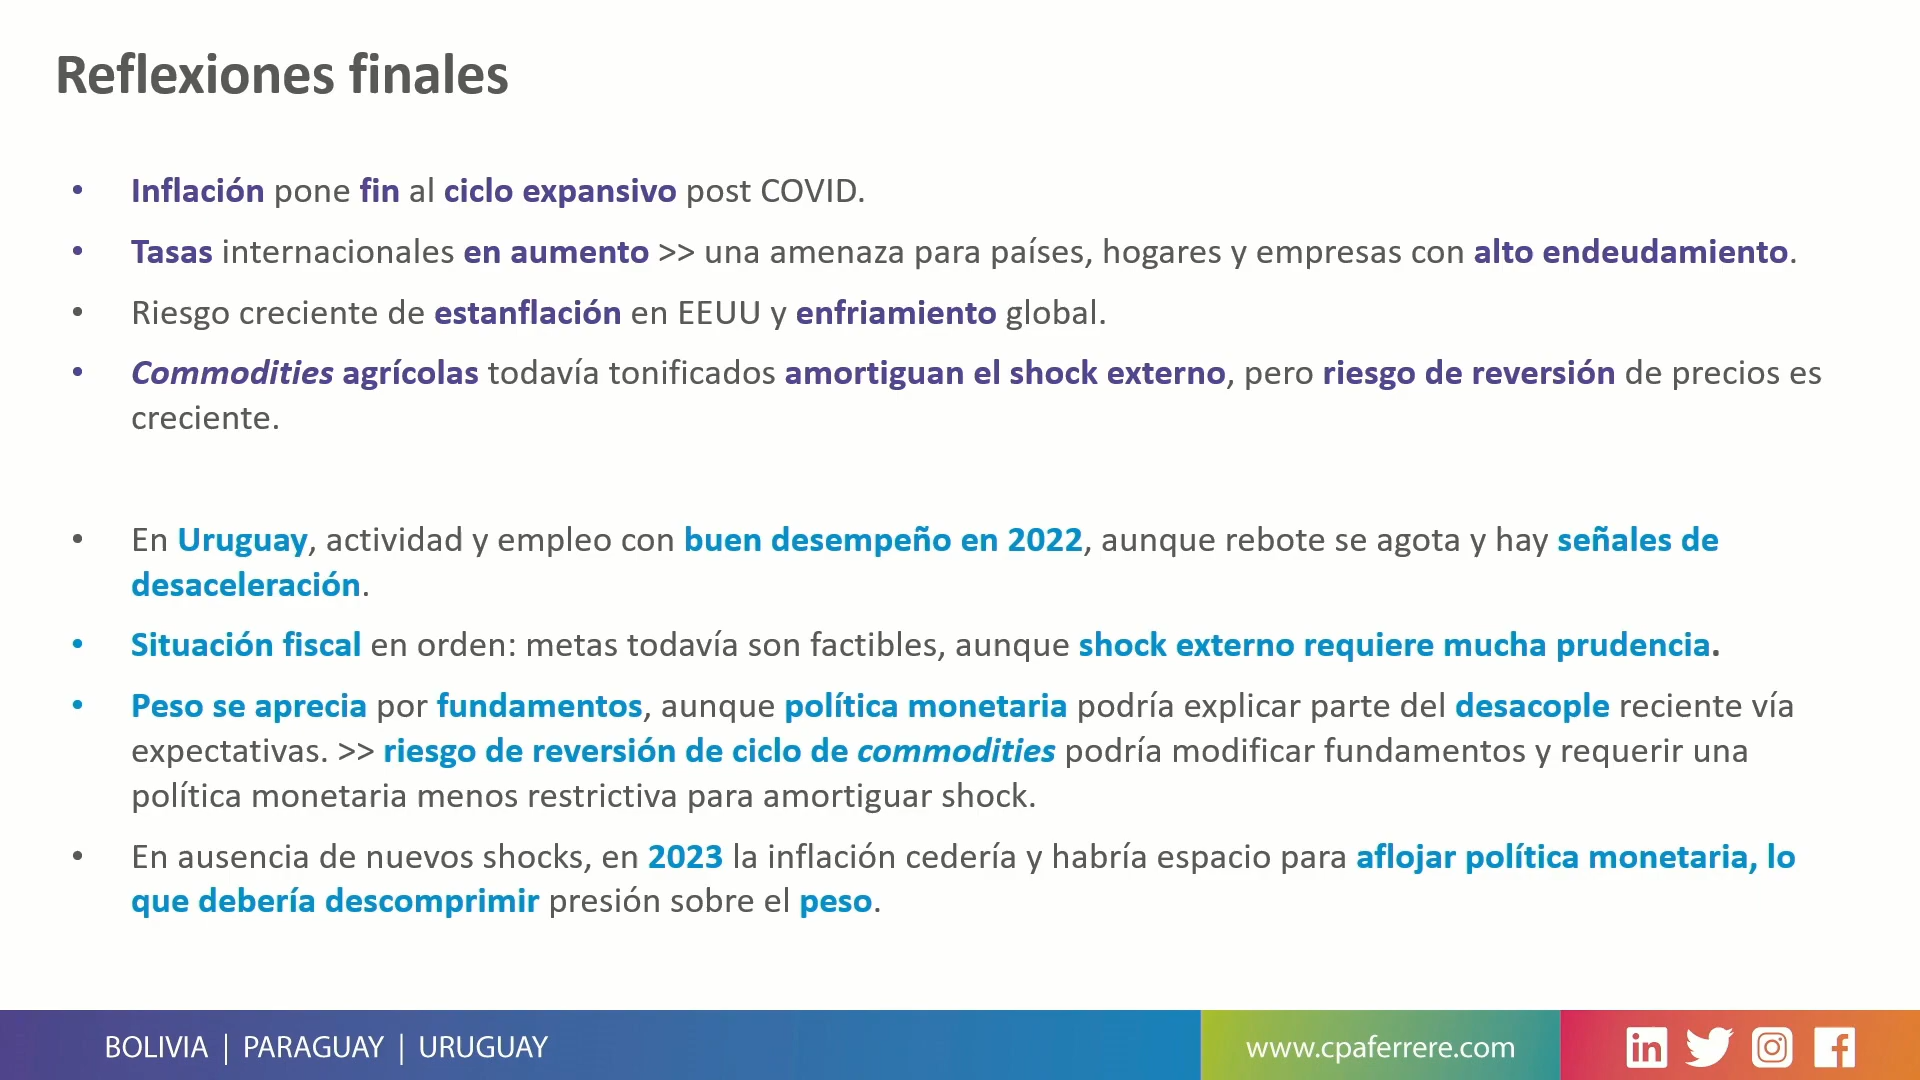 Reflexiones finales
• Inflación pone fin al ciclo expansivo post COVID.
• Tasas internacionales en aumento >> una amenaza para países, hogares y empresas con alto endeudamiento.
• Riesgo creciente de estanflación en EEUU y enfriamiento global.
• Commodities agrícolas todavía tonificados amortiguan el shock externo, pero riesgo de reversión de precios es
creciente.
• En Uruguay, actividad y empleo con buen desempeño en 2022, aunque rebote se agota y hay señales de
desaceleración.
• Situación fiscal en orden: metas todavía son factibles, aunque shock externo requiere mucha prudencia.
• Peso se aprecia por fundamentos, aunque política monetaria podría explicar parte del desacople reciente vía
expectativas. >> riesgo de reversión de ciclo de commodities podría modificar fundamentos y requerir una
política monetaria menos restrictiva para amortiguar shock.
• En ausencia de nuevos shocks, en 2023 la inflación cedería y habría espacio para aflojar política monetaria, lo
que debería descomprimir presión sobre el peso.
BOLIVIA | PARAGUAY | URUGUAY
www.cpaferrere.com